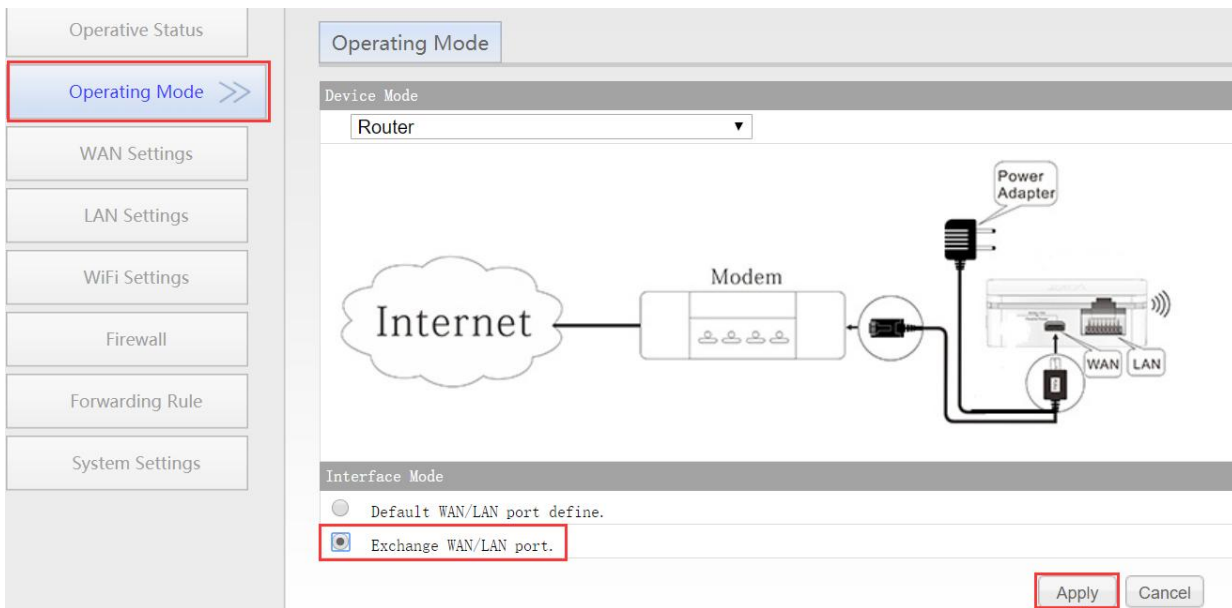 Operative Status
Operating Mode
WAN Settings
LAN Settings
WiFi Settings
Firewall
Forwarding Rule
System Settings
Operating Mode
Device Mode
Router
Power
Adapter
Internet
Modem
WAN
LAN
Interface Mode
Default WAN/LAN port define.
Exchange WAN/LAN port.
Apply
Cancel